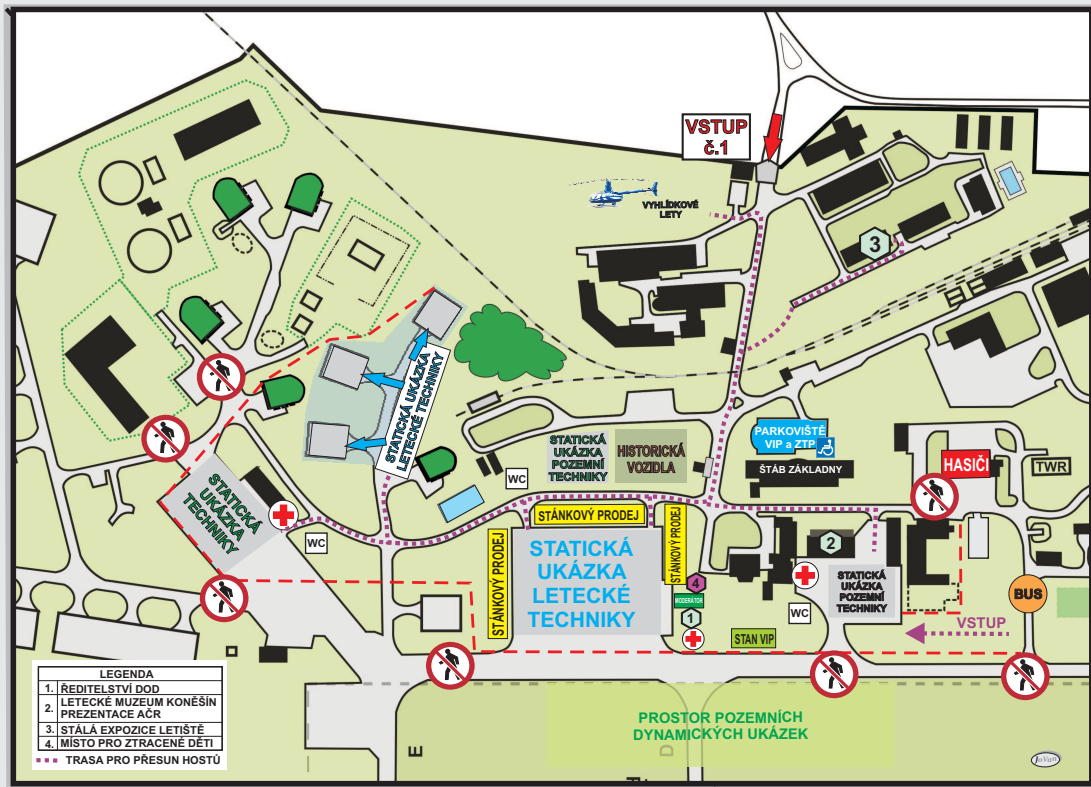 VSTUP
č.1
VYHLÍDKOVÉ
LETY
3
STATICKÁ UKÁZKA
LETECKÉ TECHNIKY
PARKOVIŠTĚ
VIP a ZTP
ŠTÁB ZÁKLADNY
HASIČI
TWR
STATICKÁ
UKÁZKA
POZEMNÍ
TECHNIKY
HISTORICKÁ
VOZIDLA
WC
STATICKÁ
UKÁZKA
TECHNIKY
WC
STÁNKOVÝ PRODEJ
STÁNKOVÝ PRODEJ
STÁNKOVÝ PRODEJ
STATICKÁ
UKÁZKA
LETECKÉ
TECHNIKY
4
MODERÁTOR
1
2
STATICKÁ
UKÁZKA
POZEMNÍ
TECHNIKY
WC
STAN VIP
BUS
VSTUP
LEGENDA
1. ŘEDITELSTVÍ DOD
2. LETECKÉ MUZEUM KONĚŠÍN
PREZENTACE AČR
3. STÁLÁ EXPOZICE LETIŠTĚ
4. MÍSTO PRO ZTRACENÉ DĚTI
TRASA PRO PŘESUN HOSTŮ
PROSTOR POZEMNÍCH
DYNAMICKÝCH UKÁZEK
E
D
JoVan